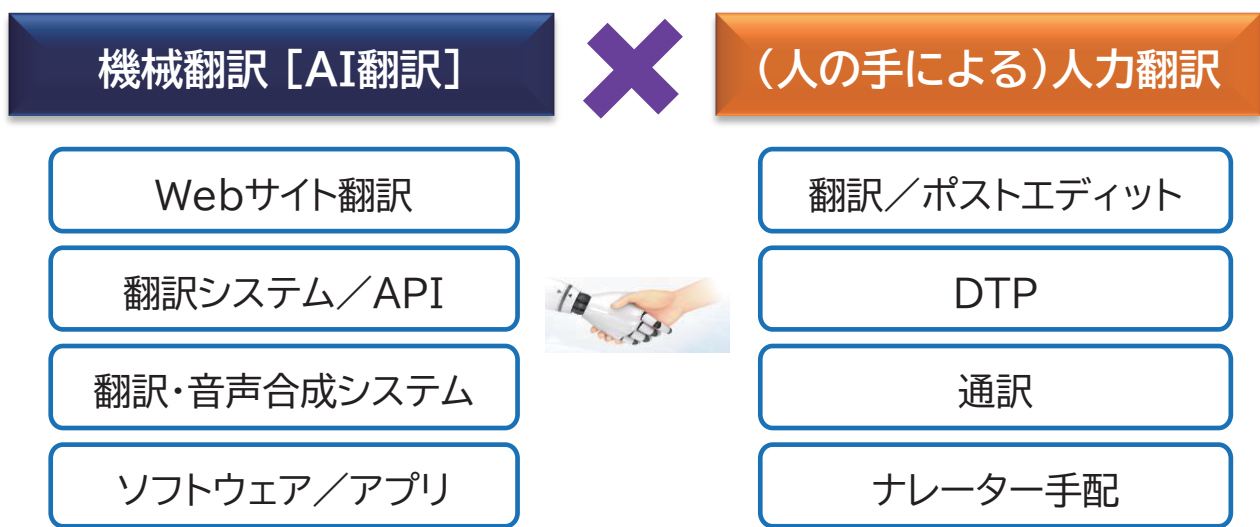 機械翻訳［AI翻訳］
（人の手による）人力翻訳
Webサイト翻訳
翻訳システム／API
翻訳・音声合成システム
ソフトウェア／アプリ
翻訳／ポストエディット
DTP
通訳
ナレーター手配